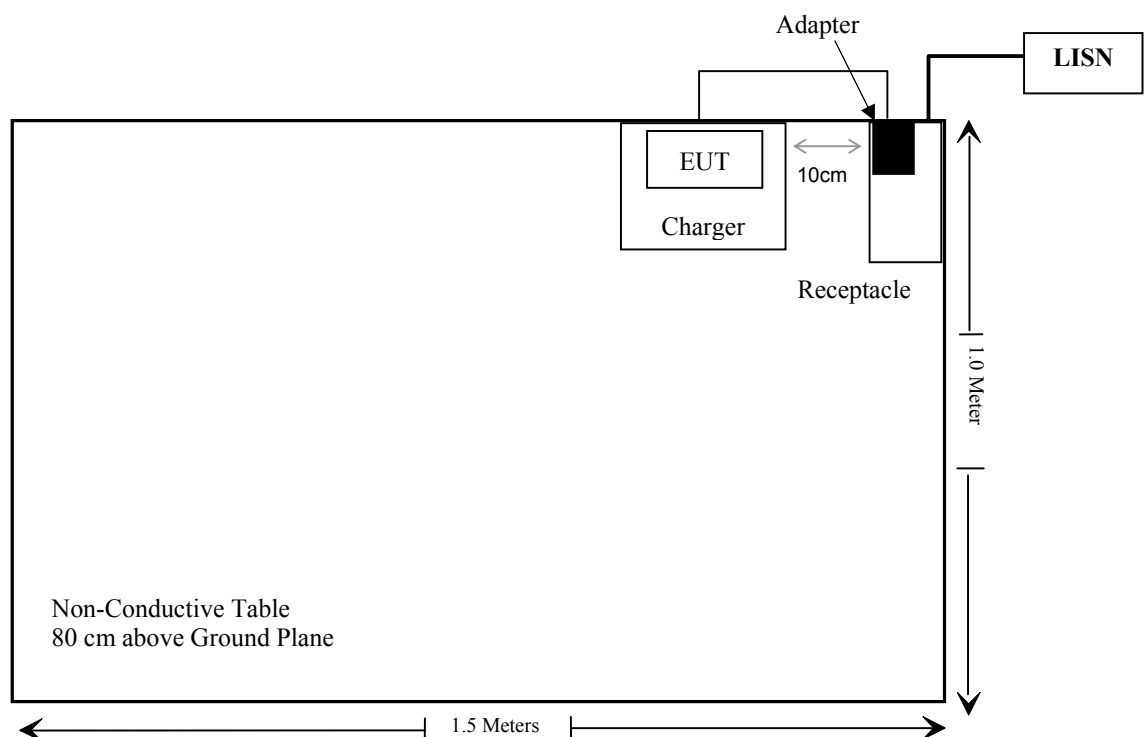 Adapter
LISN
EUT
10cm
Charger
Receptacle
1.0 Meter
Non-Conductive Table
80 cm above Ground Plane
1.5 Meters